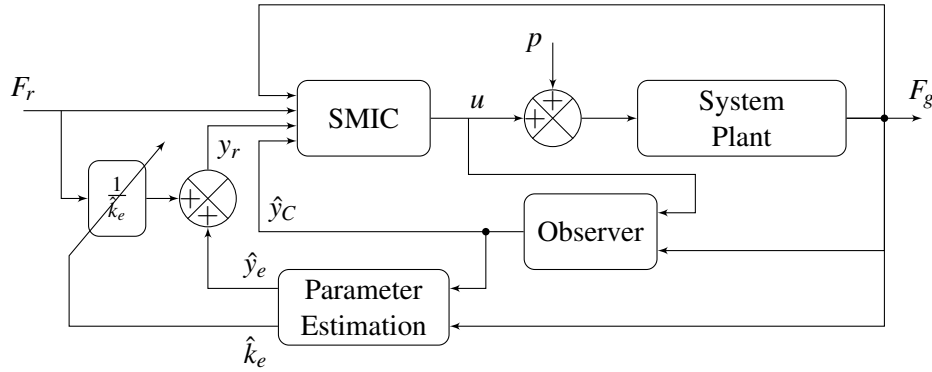 p
F_r
SMIC
u
+
+
System
Plant
F_g
y_r
1
k̂_e
+
+
ŷ_C
Observer
ŷ_e
Parameter
Estimation
k̂_e